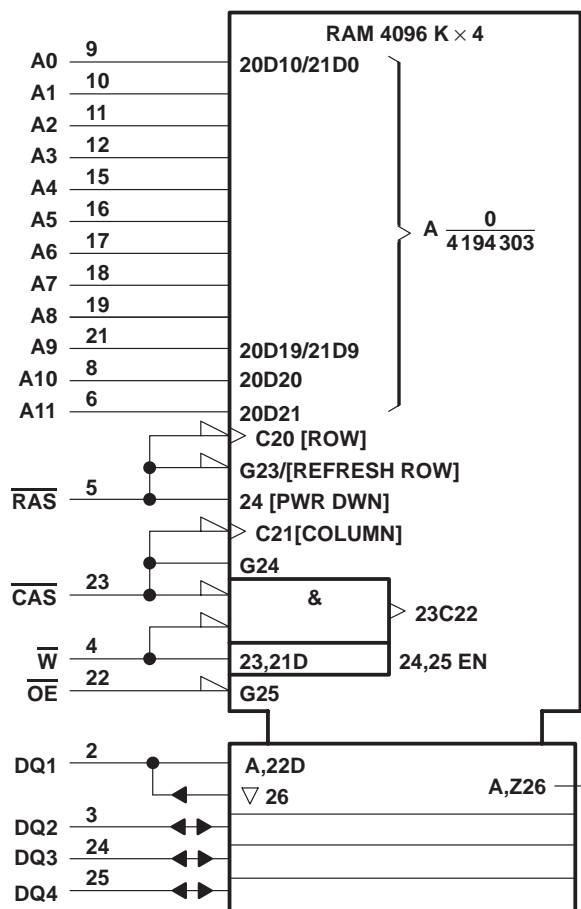 RAM 4096 K × 4
A0 9 20D10/21D0
A1 10
A2 11
A3 12
A4 15
A5 16
A 0
4 194 303
A6 17
A7 18
A8 19
A9 21 20D19/21D9
A10 8 20D20
A11 6 20D21
C20 [ROW]
G23/[REFRESH ROW]
RAS 5 24 [PWR DWN]
C21[COLUMN]
G24
CAS 23 &
23C22
W 4 23,21D 24,25 EN
OE 22 G25
DQ1 2 A,22D
▽ 26 A,Z26
DQ2 3
DQ3 24
DQ4 25